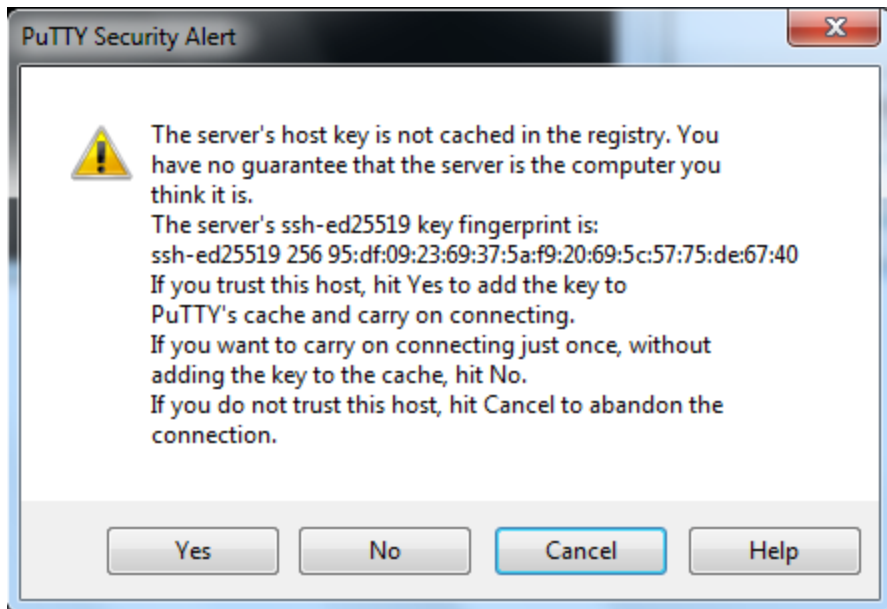 PuTTY Security Alert
The server's host key is not cached in the registry. You
have no guarantee that the server is the computer you
think it is.
The server's ssh-ed25519 key fingerprint is:
ssh-ed25519 256 95:df:09:23:69:37:5a:f9:20:69:5c:57:75:de:67:40
If you trust this host, hit Yes to add the key to
PuTTY's cache and carry on connecting.
If you want to carry on connecting just once, without
adding the key to the cache, hit No.
If you do not trust this host, hit Cancel to abandon the
connection.
Yes No Cancel Help